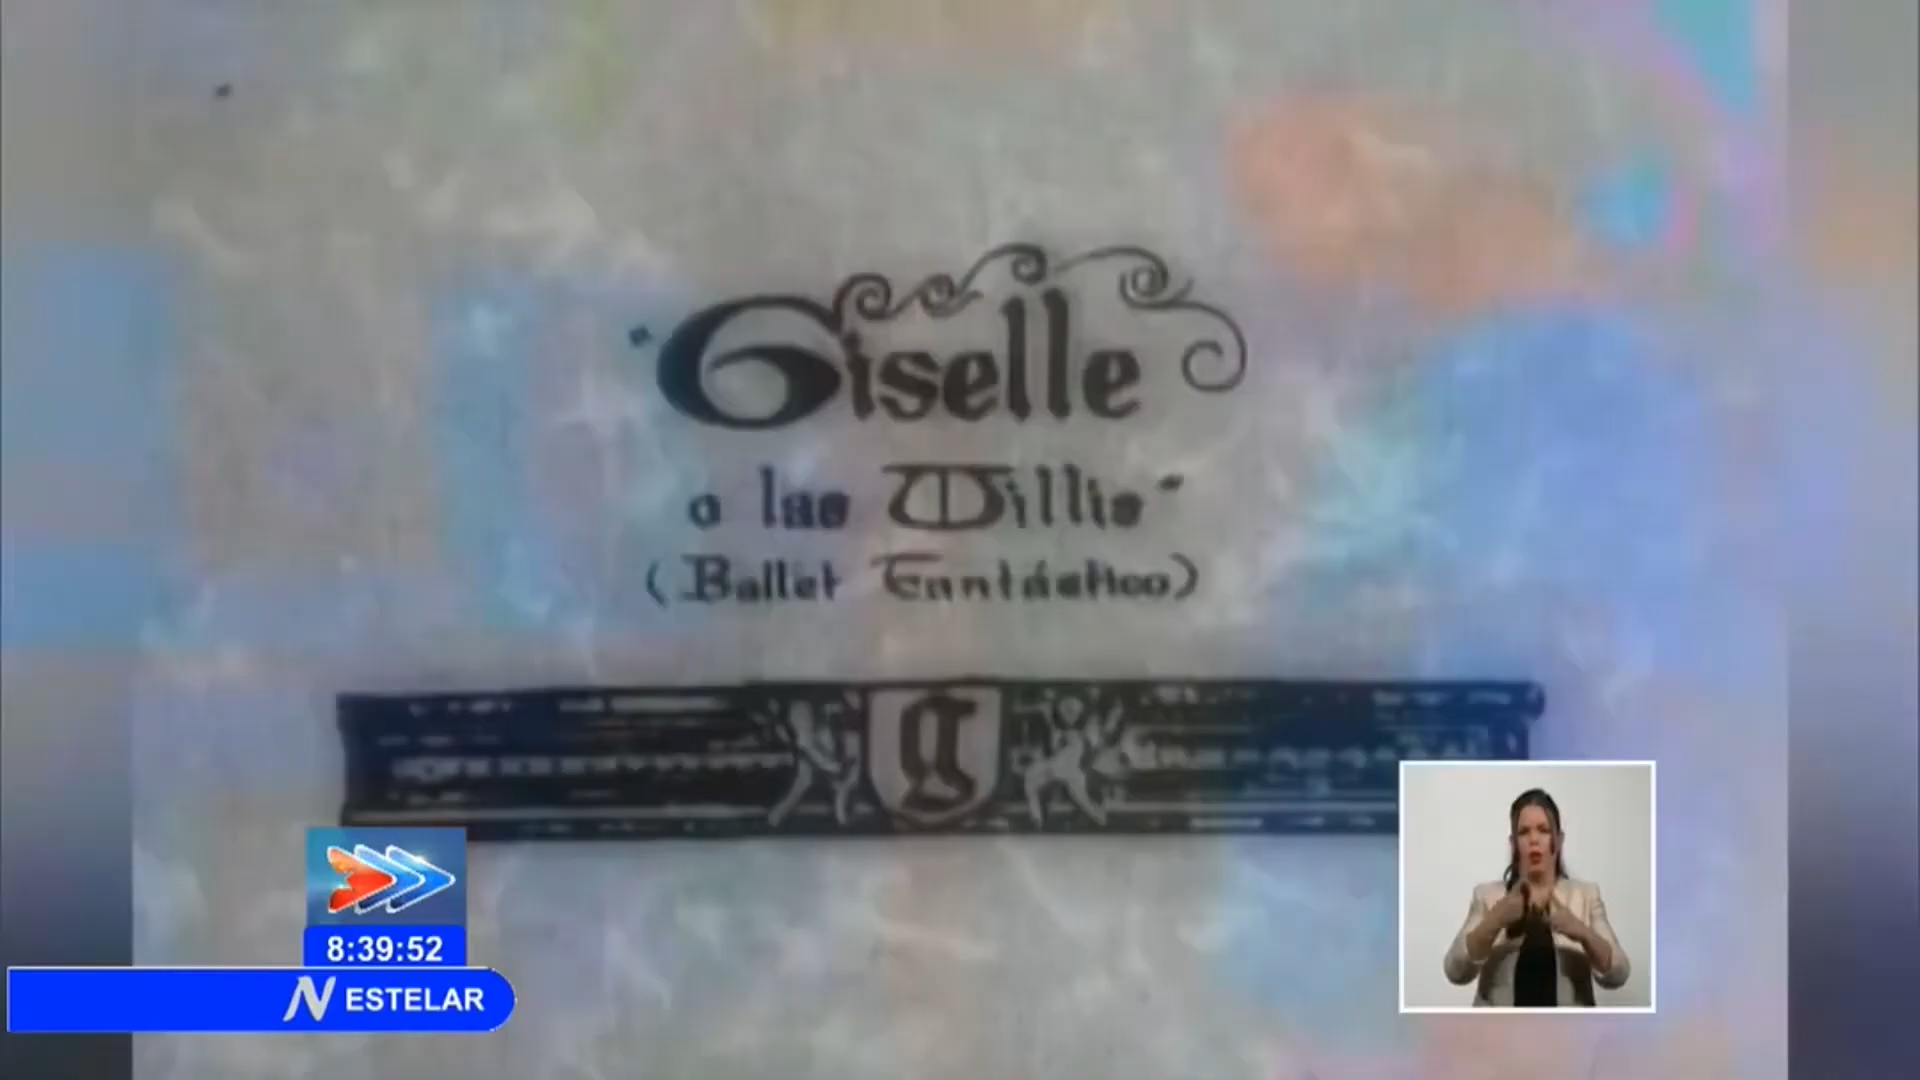 "Giselle
o las Willis"
(Ballet Fantástico)
g
8:39:52
N ESTELAR